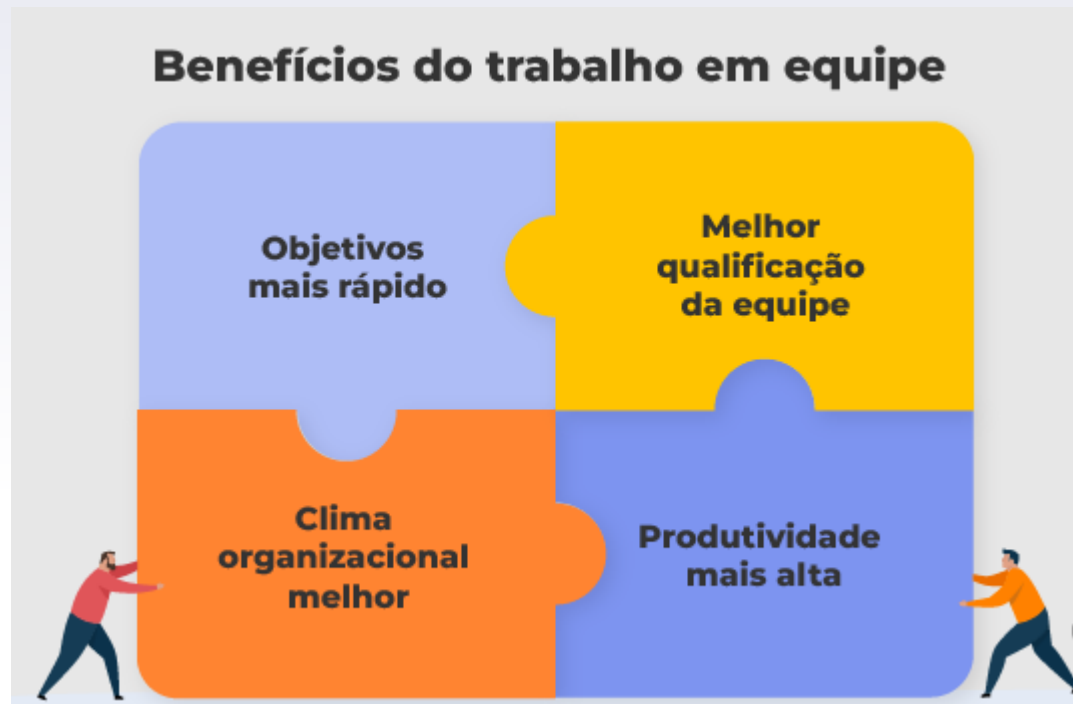 Benefícios do trabalho em equipe
Objetivos
mais rápido
Melhor
qualificação
da equipe
Clima
organizacional
melhor
Produtividade
mais alta